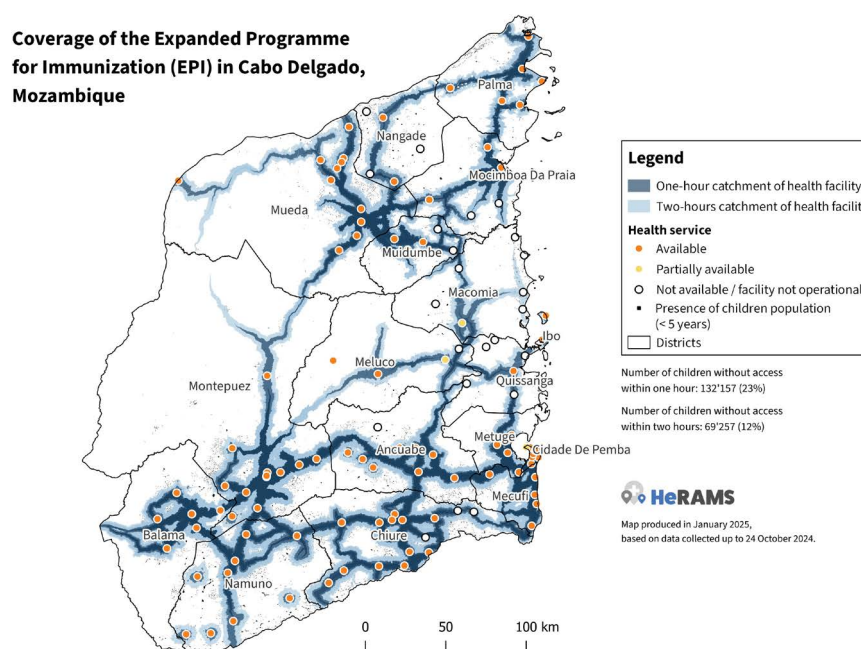 Coverage of the Expanded Programme
for Immunization (EPI) in Cabo Delgado,
Mozambique
Palma
Nangade
Mocimboa Da Praia
Mueda
Muidumbe
Macomia
Ibo
Meluco
Montepuez
Quissanga
Metuge
Cidade De Pemba
Ancuabe
Mecufi
Balama
Chiure
Namuno
0 50 100 km
Legend
One-hour catchment of health facility
Two-hours catchment of health facilit
Health service
Available
Partially available
Not available / facility not operational
Presence of children population
(< 5 years)
Districts
Number of children without access
within one hour: 132'157 (23%)
Number of children without access
within two hours: 69'257 (12%)
HeRAMS
Map produced in January 2025,
based on data collected up to 24 October 2024.